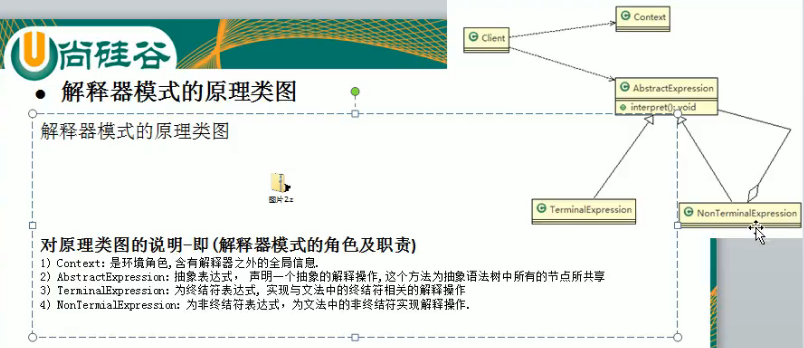 尚硅谷
Client
Context
AbstractExpression
interpret(): void
TerminalExpression
NonTerminalExpression
● 解释器模式的原理类图
解释器模式的原理类图
图片2.z
对原理类图的说明-即(解释器模式的角色及职责)
1) Context: 是环境角色,含有解释器之外的全局信息.
2) AbstractExpression: 抽象表达式, 声明一个抽象的解释操作,这个方法为抽象语法树中所有的节点所共享
3) TerminalExpression: 为终结符表达式, 实现与文法中的终结符相关的解释操作
4) NonTermialExpression: 为非终结符表达式, 为文法中的非终结符实现解释操作.